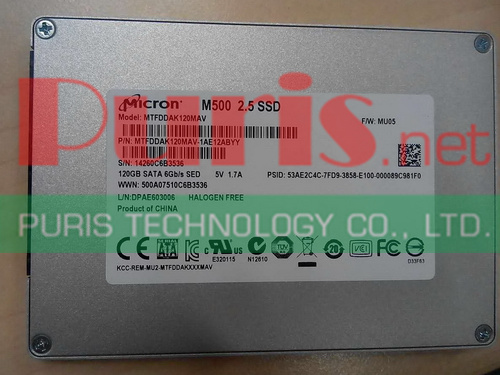 Puris.net
Micron M500 2.5 SSD
Model: MTFDDAK120MAV
F/W: MU05
P/N: MTFDDAK120MAV-1AE12ABYY
S/N: 14260C6B3536
120GB SATA 6Gb/s SED 5V 1.7A PSID: 53AE2C4C-7FD9-3858-E100-000089C981F0
WWN: 500A07510C6B3536 HALOGEN FREE
L/N:DPAE603006
Product of CHINA
PURIS TECHNOLOGY CO., LTD.
E320115 N12610 D33F63
KCC-REM-MU2-MTFDDAKXXXMAV